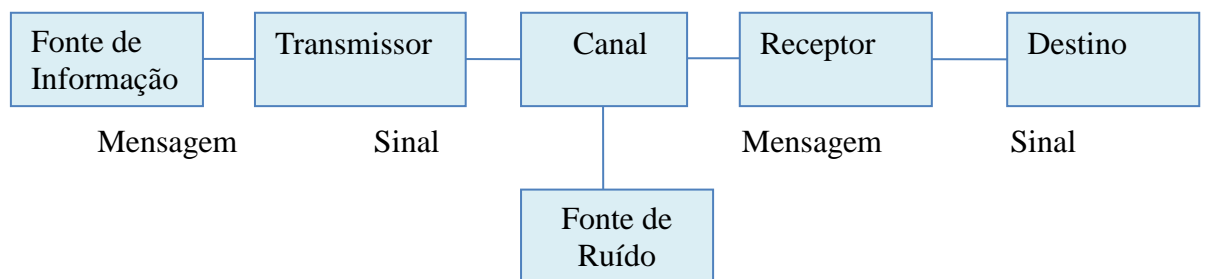 Fonte de
Informação
Transmissor
Canal
Receptor
Destino
Mensagem
Sinal
Mensagem
Sinal
Fonte de
Ruído